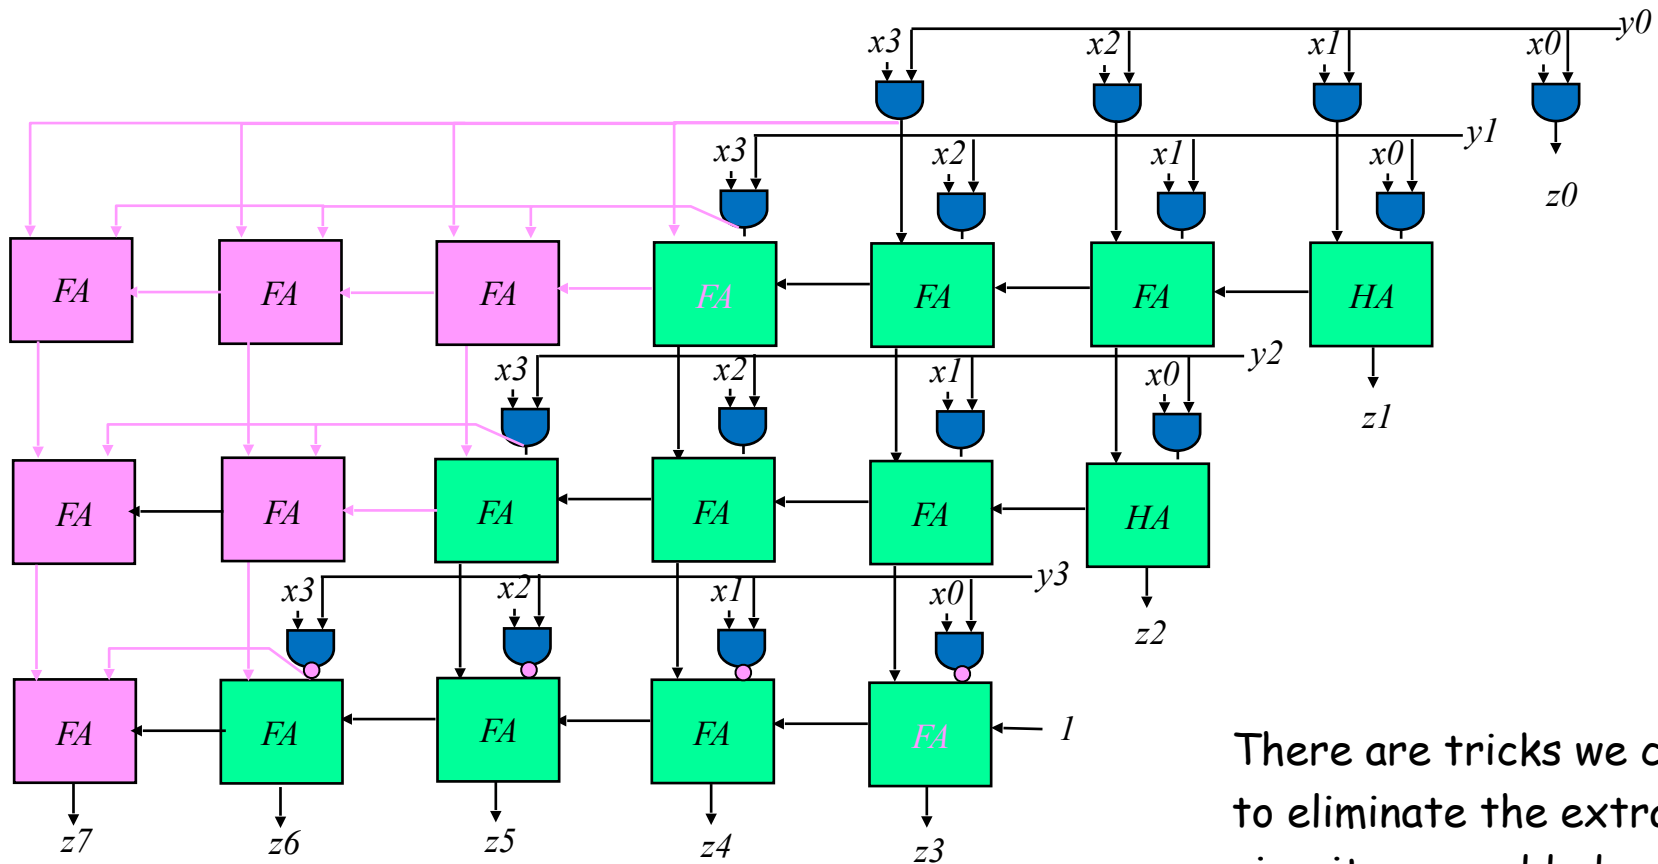 y0
x3 x2 x1 x0
y1
x3 x2 x1 x0
z0
FA FA FA FA FA FA HA
y2
x3 x2 x1 x0
z1
FA FA FA FA FA HA
y3
x3 x2 x1 x0
z2
FA FA FA FA FA 1
z7 z6 z5 z4 z3
There are tricks we
to eliminate the